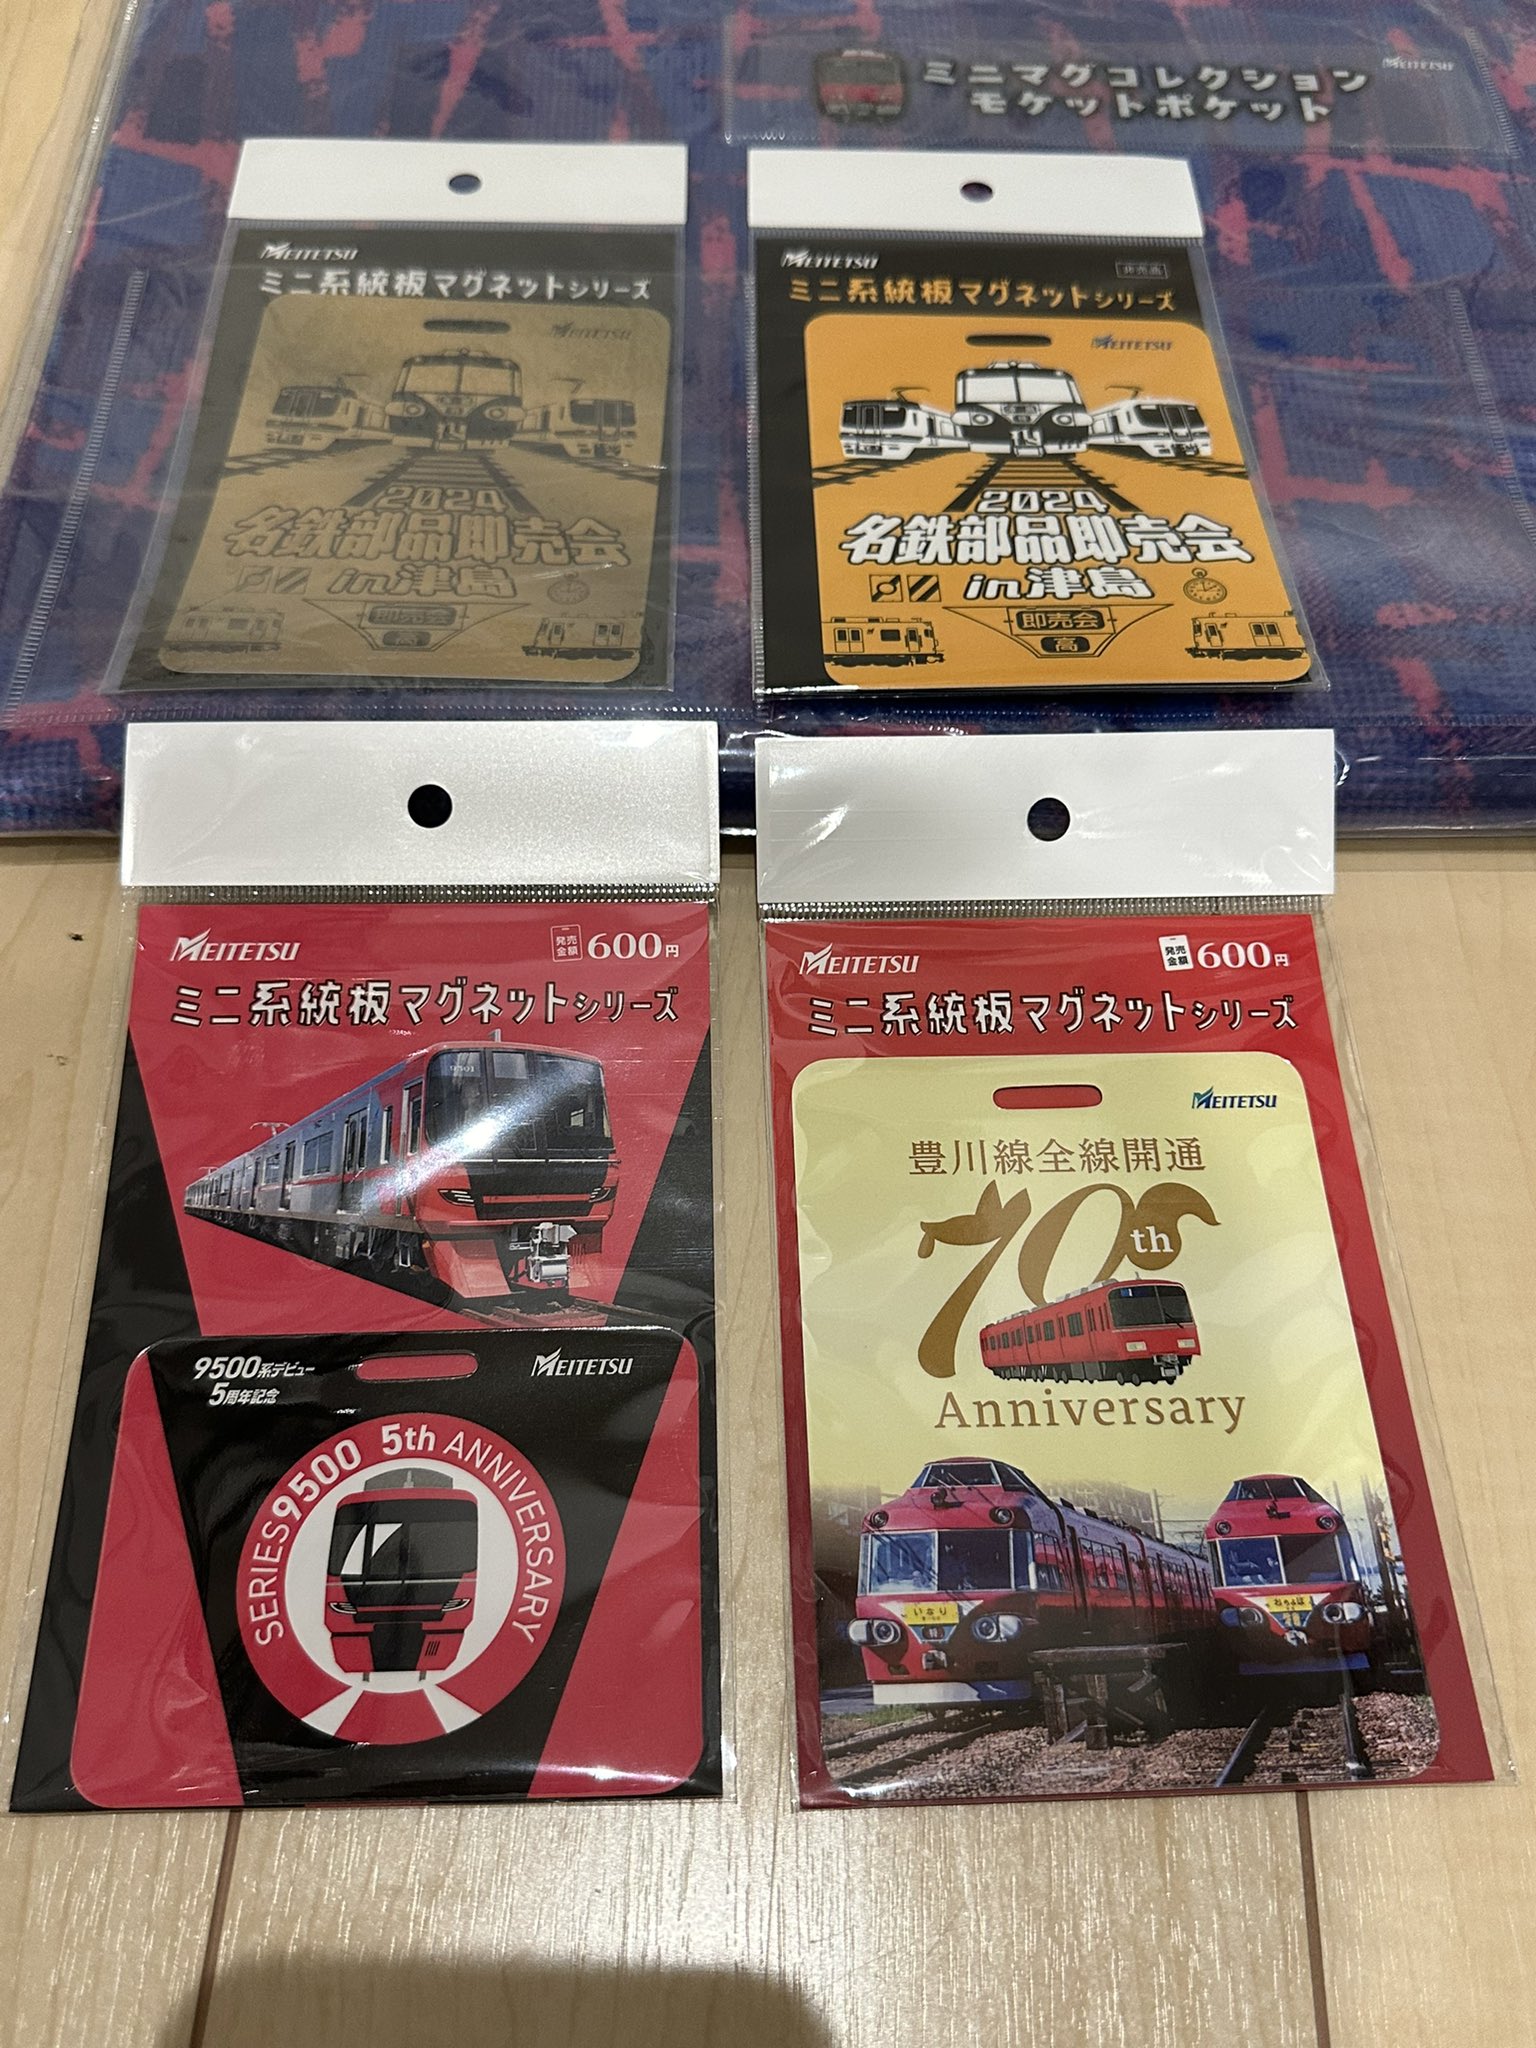 ミニマグコレクション
モケットポケット
MEITETSU
MEITETSU
ミニ系統板マグネットシリーズ
MEITETSU
2024
名鉄部品即売会
in津島
即売会
高
MEITETSU
非売品
ミニ系統板マグネットシリーズ
MEITETSU
2024
名鉄部品即売会
in津島
即売会
高
MEITETSU
発売金額 600円
ミニ系統板マグネットシリーズ
9501
9500系デビュー
5周年記念
MEITETSU
SERIES9500 5th ANNIVERSARY
MEITETSU
発売金額 600円
ミニ系統板マグネットシリーズ
MEITETSU
豊川線全線開通
70th
Anniversary
いなり
特